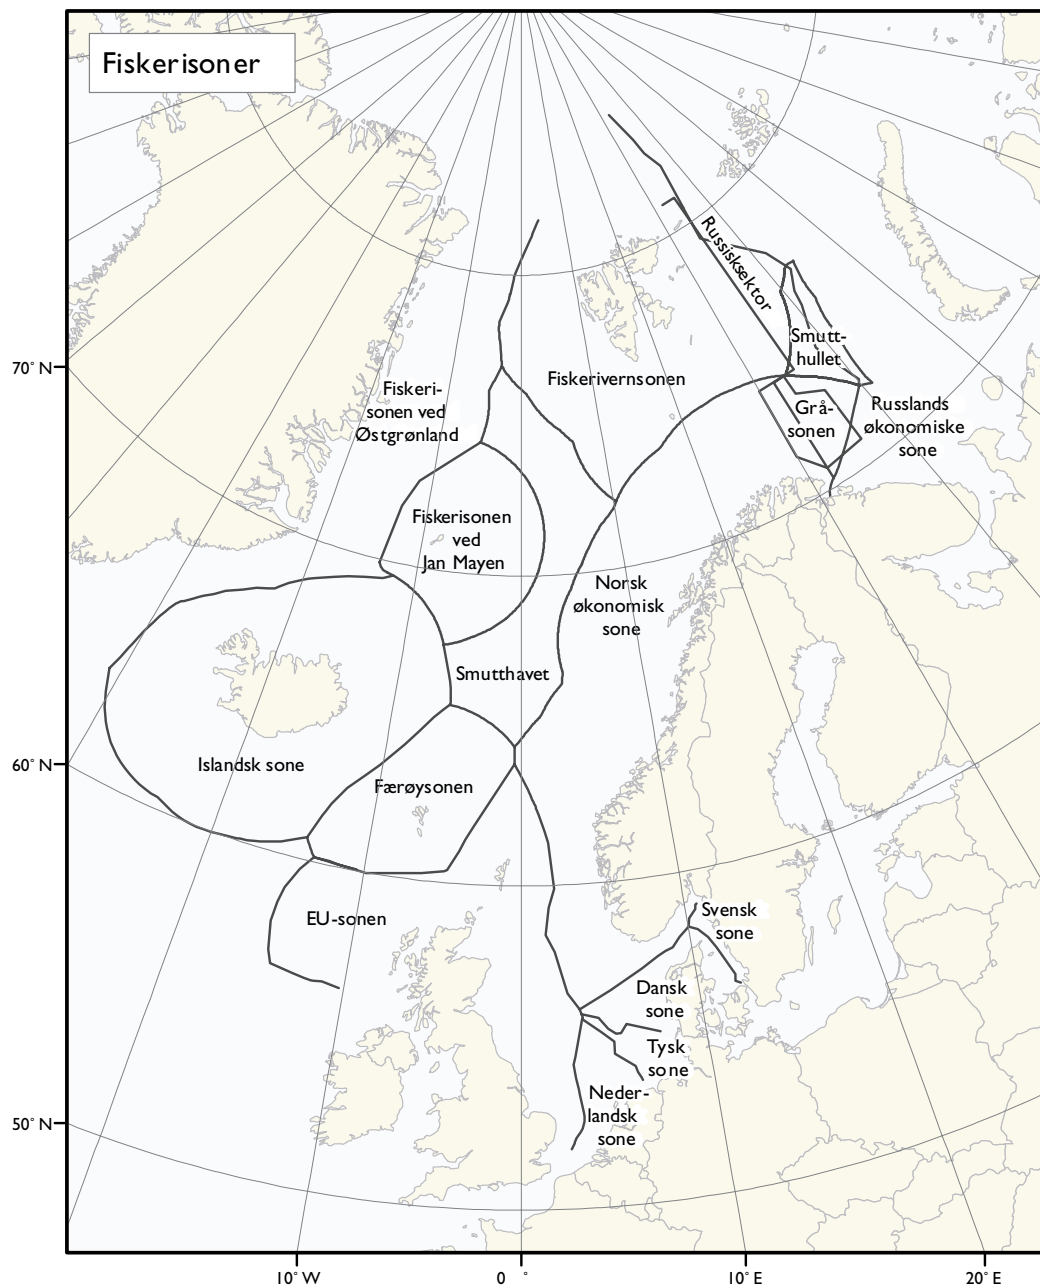 Fiskerisoner
Russisksektor
Smutt-
hullet
Fiskerivernsonen
Fiskeri-
sonen ved
Østgrønland
Grå-
sonen
Russlands
økonomiske
sone
70° N
Fiskerisonen
ved
Jan Mayen
Norsk
økonomisk
sone
Smutthavet
60° N
Islandsk sone
Færøysonen
EU-sonen
Svensk
sone
Dansk
sone
Tysk
sone
Neder-
landsk
sone
50° N
10° W
0 °
10° E
20° E